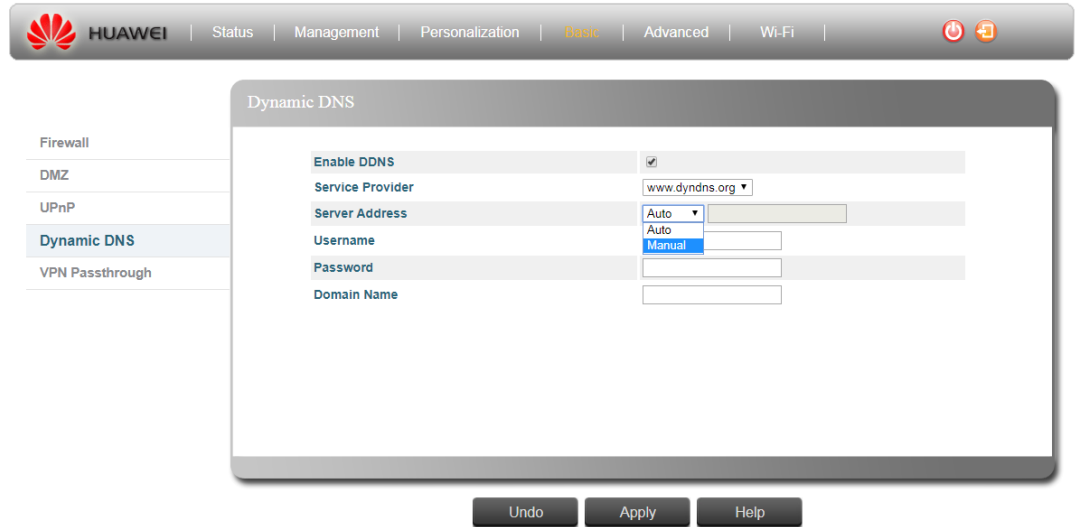 HUAWEI | Status | Management | Personalization | Basic | Advanced | Wi-Fi |
Dynamic DNS
Firewall
DMZ
UPnP
Dynamic DNS
VPN Passthrough
Enable DDNS
Service Provider www.dyndns.org
Server Address Auto
Auto
Username Manual
Password
Domain Name
Undo Apply Help